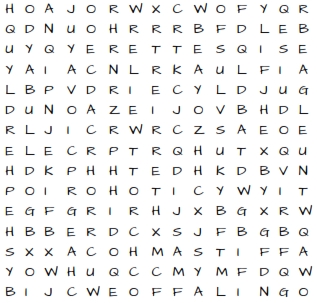 H O A J O R W X C W O F Y Q R
Q D N U O H R R R B F D L E B
U Y Q Y E R E T T E S Q I S E
Y A I A C N L R K A U L F I A
L B P V D R I E C Y L D J U G
D U N O A Z E I J O V B H D L
R L J I C R W R C Z S A E O E
E L E C R P T R Q H U T X Q U
H D K P H H T E D H K D B V N
P O I R O H O T I C Y W Y I T
E G F G R I R H J X B G X R W
H B B E R D C X S J F B G B Q
S X X A C O H M A S T I F F A
Y O W H U Q C C M Y M F D Q W
B I J C W E O F F A L I N G O